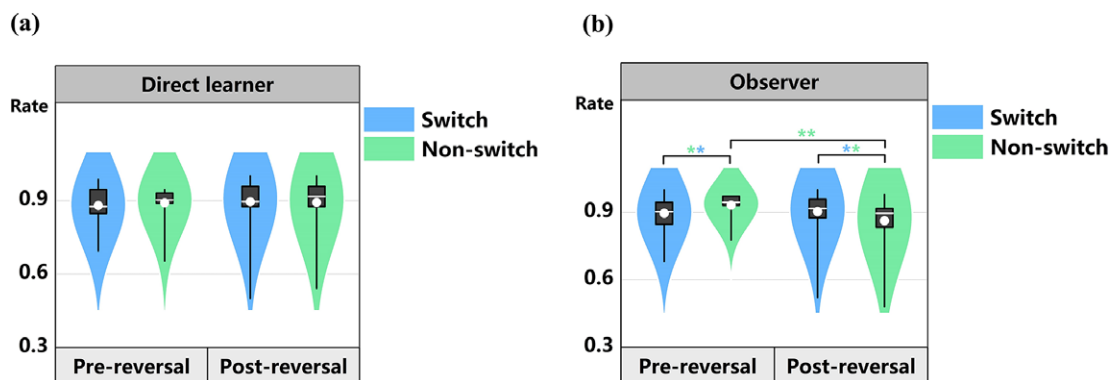 (a)
Direct learner
Rate
Switch
Non-switch
0.9
0.6
0.3
Pre-reversal
Post-reversal
(b)
Observer
Rate
Switch
Non-switch
**
**
**
0.9
0.6
0.3
Pre-reversal
Post-reversal